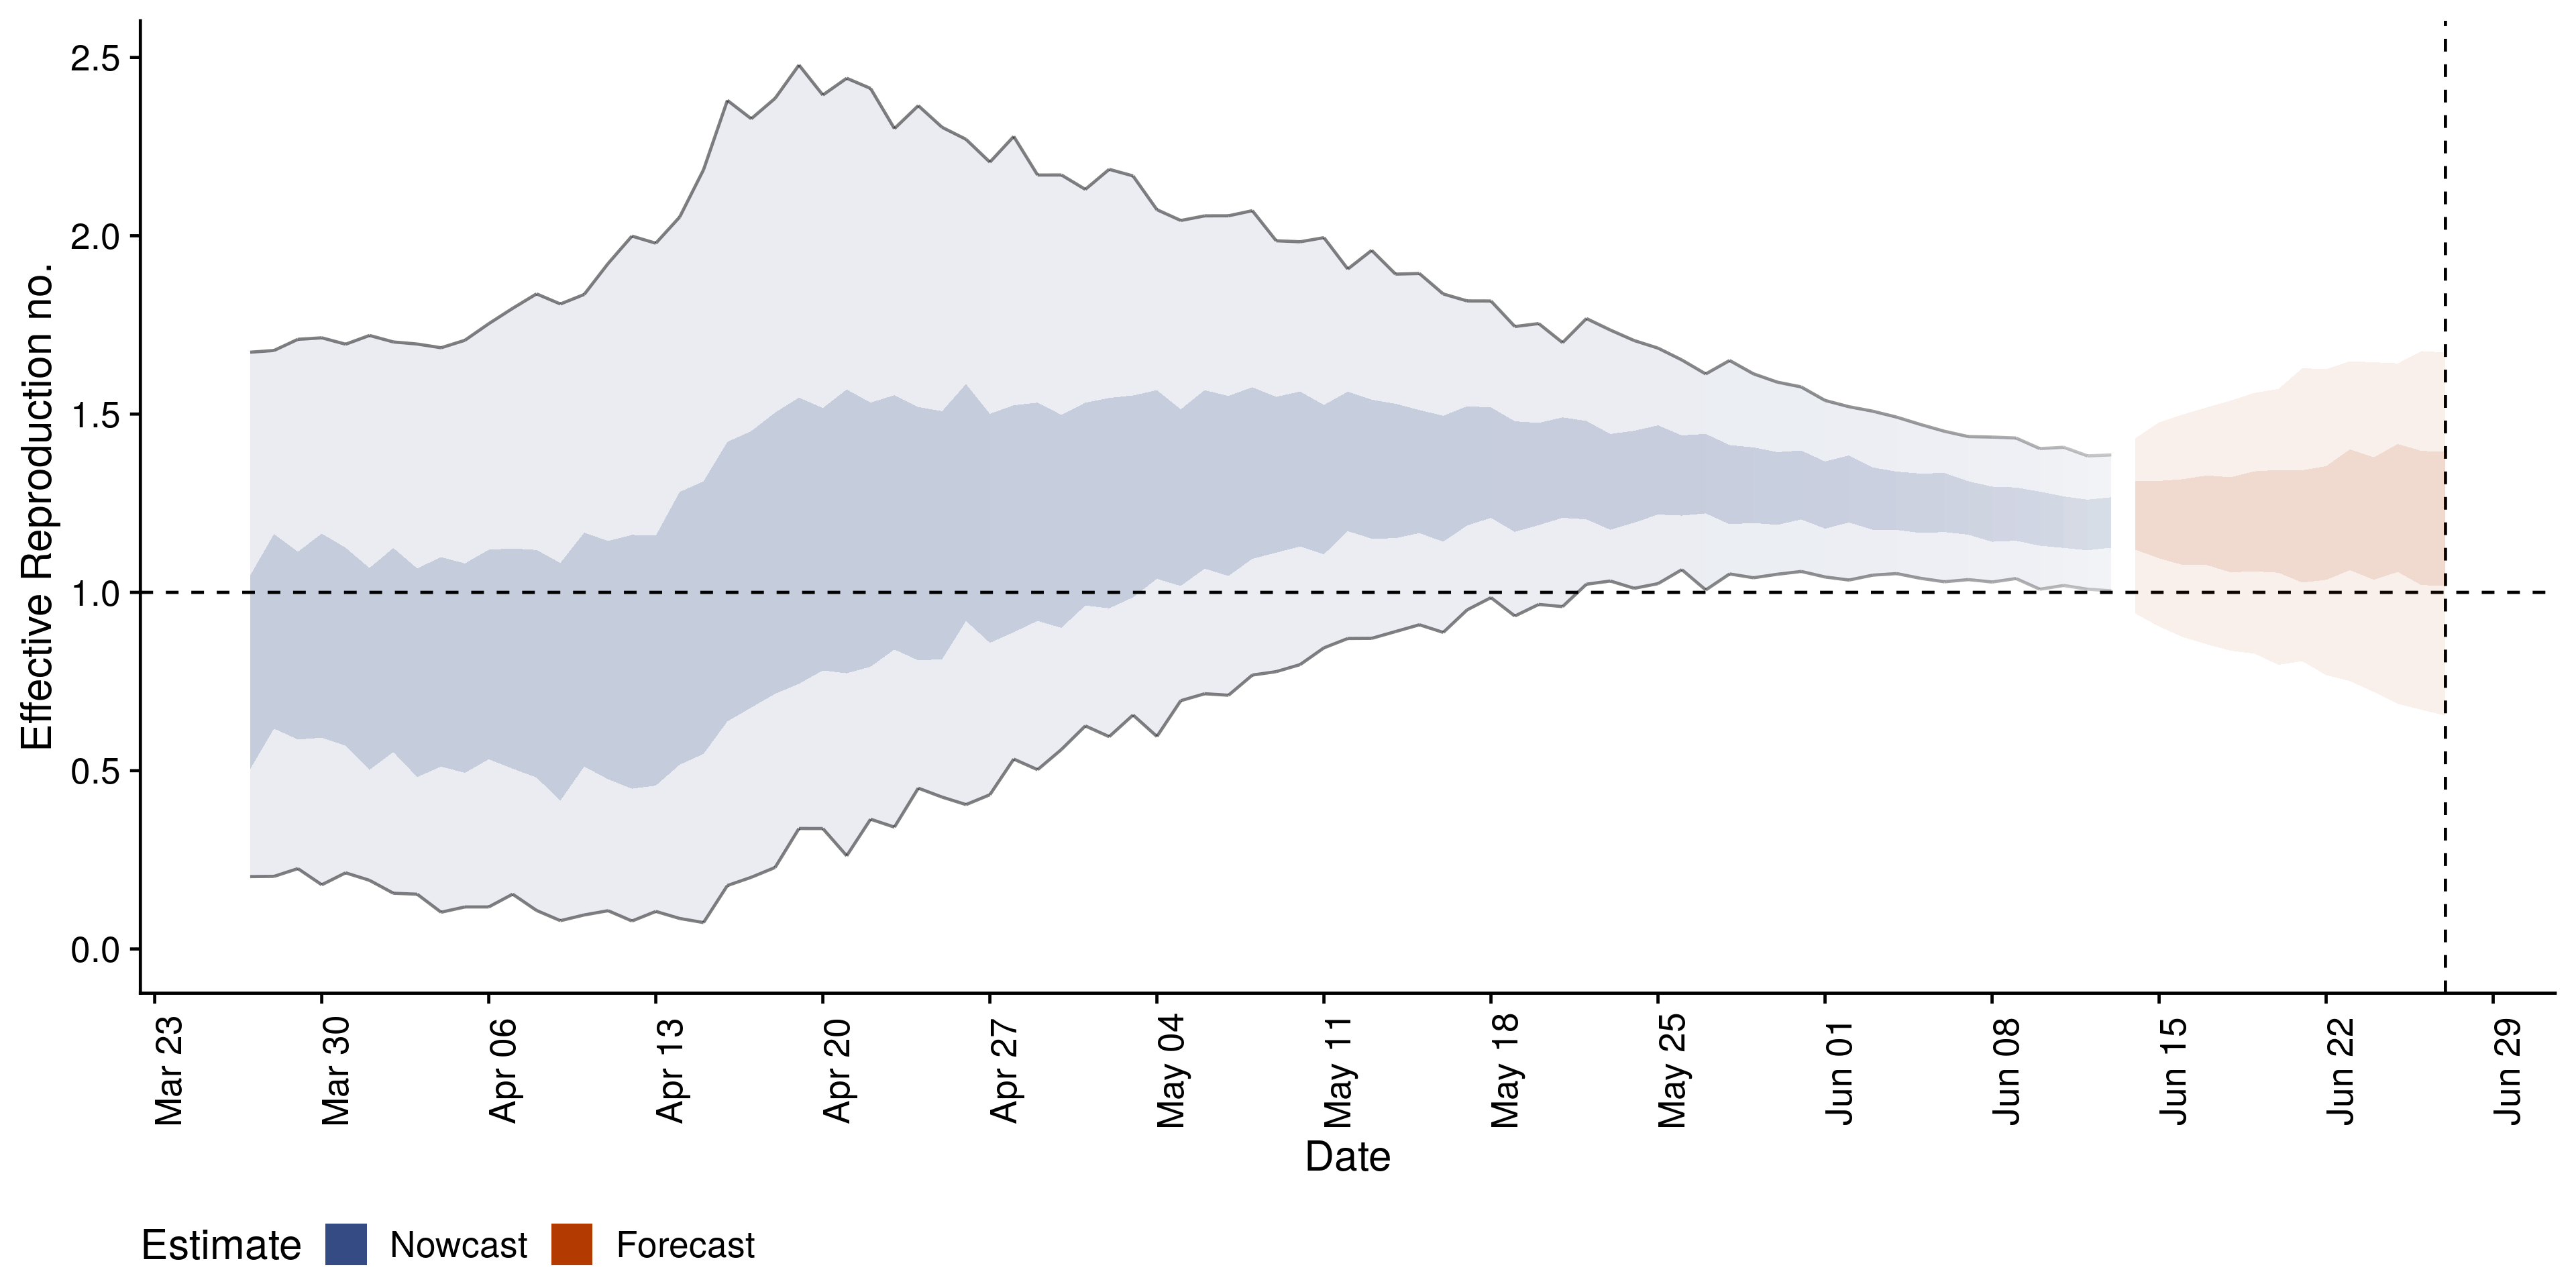 Effective Reproduction no.
2.5
2.0
1.5
1.0
0.5
0.0
Mar 23
Mar 30
Apr 06
Apr 13
Apr 20
Apr 27
May 04
May 11
May 18
May 25
Jun 01
Jun 08
Jun 15
Jun 22
Jun 29
Date
Estimate Nowcast Forecast